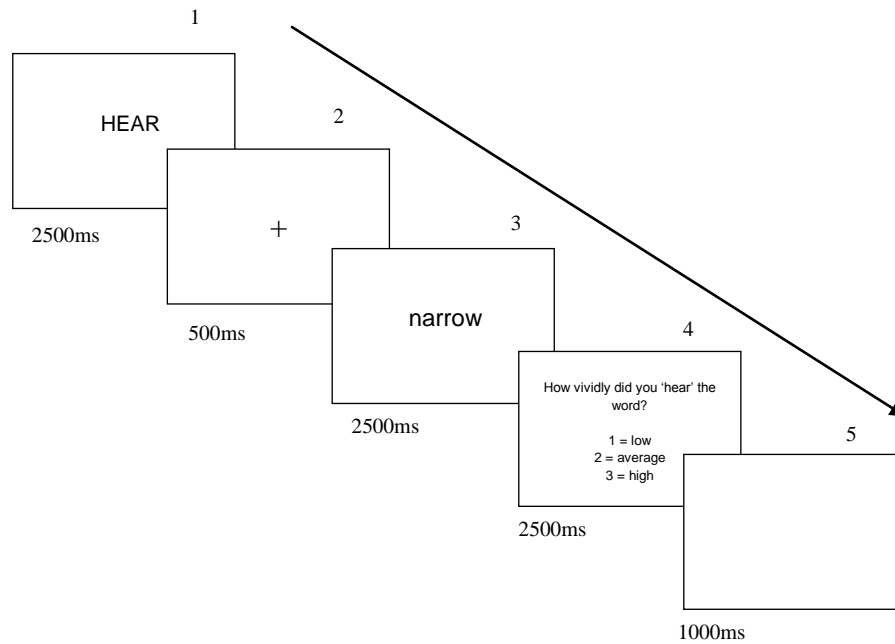 1
HEAR
2500ms
2
+
500ms
3
narrow
2500ms
4
How vividly did you ‘hear’ the
word?
1 = low
2 = average
3 = high
2500ms
5
1000ms